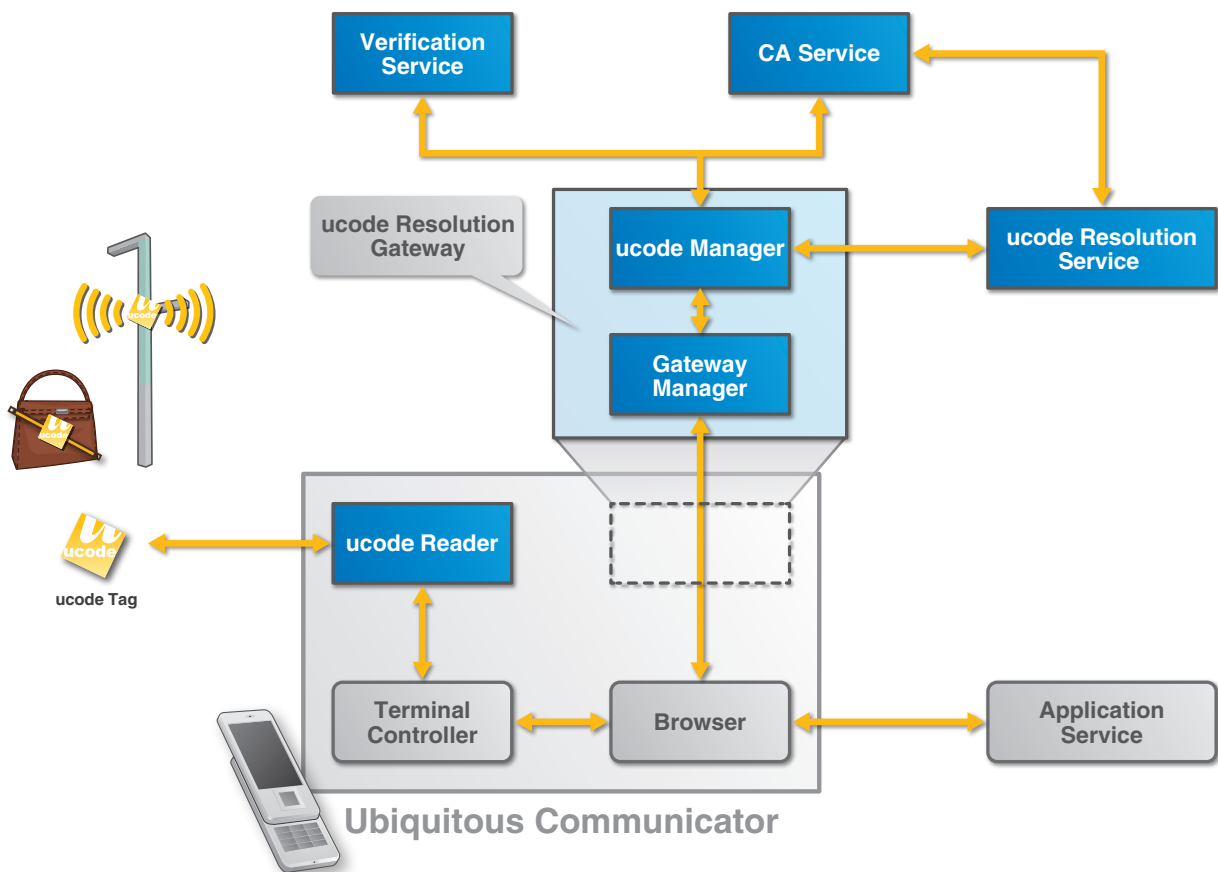 Verification
Service
CA Service
ucode Resolution
Gateway
ucode Manager
ucode Resolution
Service
ucode
Gateway
Manager
ucode
ucode Reader
ucode
ucode Tag
Terminal
Controller
Browser
Application
Service
Ubiquitous Communicator